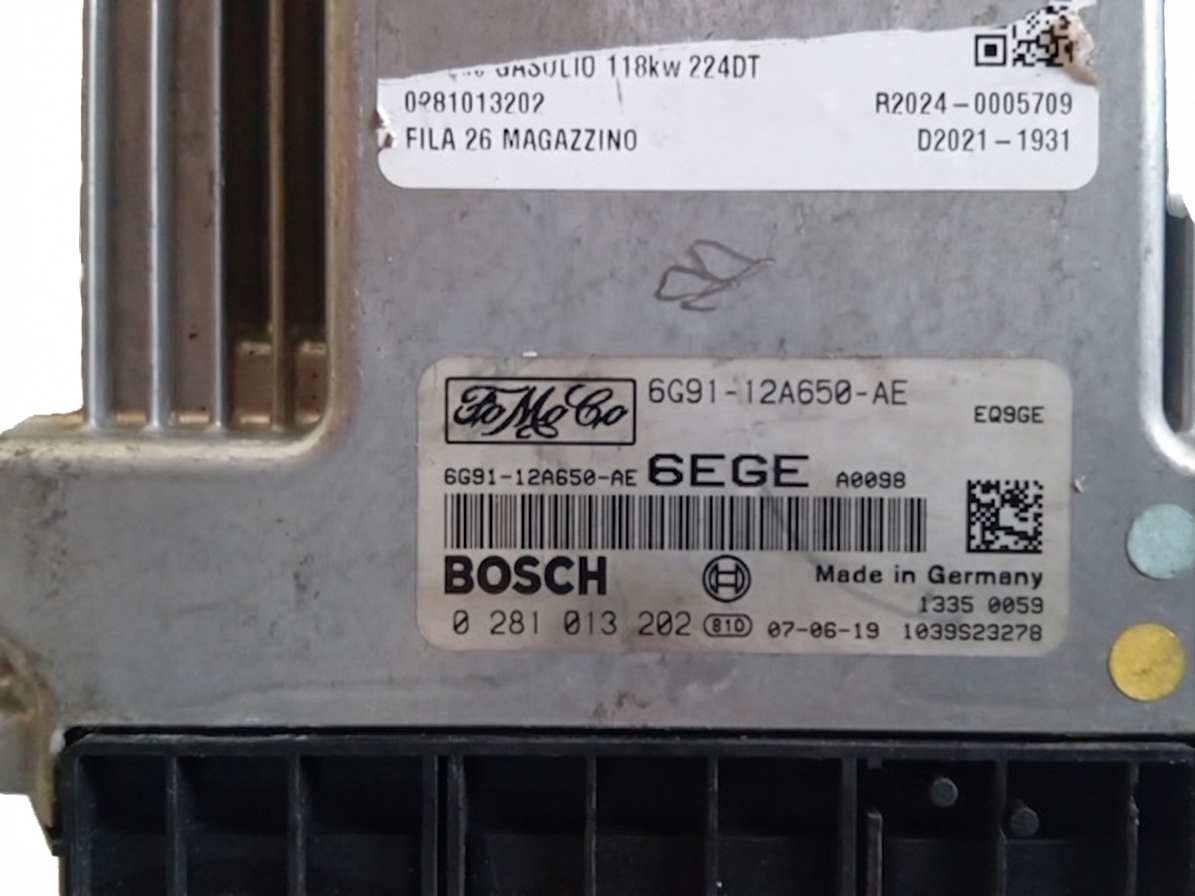 GASOLIO 118kw 224DT
0281013202 R2024-0005709
FILA 26 MAGAZZINO D2021-1931
FoMoCo 6G91-12A650-AE
EQ9GE
6G91-12A650-AE 6EGE A0098
BOSCH Made in Germany
1335 0059
0 281 013 202 810 07-06-19 1039S23278